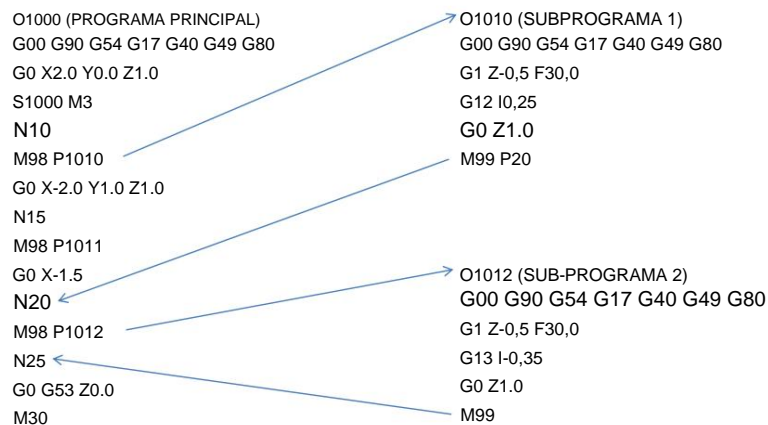 O1000 (PROGRAMA PRINCIPAL)
G00 G90 G54 G17 G40 G49 G80
G0 X2.0 Y0.0 Z1.0
S1000 M3
N10
M98 P1010
G0 X-2.0 Y1.0 Z1.0
N15
M98 P1011
G0 X-1.5
N20
M98 P1012
N25
G0 G53 Z0.0
M30
O1010 (SUBPROGRAMA 1)
G00 G90 G54 G17 G40 G49 G80
G1 Z-0,5 F30,0
G12 I0,25
G0 Z1.0
M99 P20
O1012 (SUB-PROGRAMA 2)
G00 G90 G54 G17 G40 G49 G80
G1 Z-0,5 F30,0
G13 I-0,35
G0 Z1.0
M99